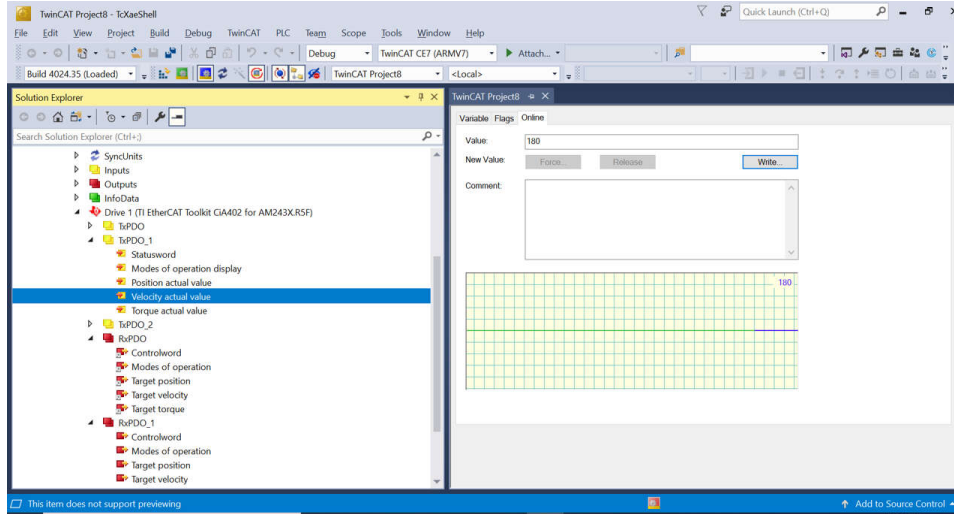 TwinCAT Project8 - TcXaeShell
Quick Launch (Ctrl+Q)
File Edit View Project Build Debug TwinCAT PLC Team Scope Tools Window Help
Debug TwinCAT CE7 (ARMV7) Attach...
Build 4024.35 (Loaded) TwinCAT Project8 <Local>
Solution Explorer
Search Solution Explorer (Ctrl+;)
SyncUnits
Inputs
Outputs
InfoData
Drive 1 (TI EtherCAT Toolkit CiA402 for AM243X.R5F)
TxPDO
TxPDO_1
Statusword
Modes of operation display
Position actual value
Velocity actual value
Torque actual value
TxPDO_2
RxPDO
Controlword
Modes of operation
Target position
Target velocity
Target torque
RxPDO_1
Controlword
Modes of operation
Target position
Target velocity
TwinCAT Project8
Variable Flags Online
Value: 180
New Value: Force... Release Write...
Comment:
180
This item does not support previewing
Add to Source Control